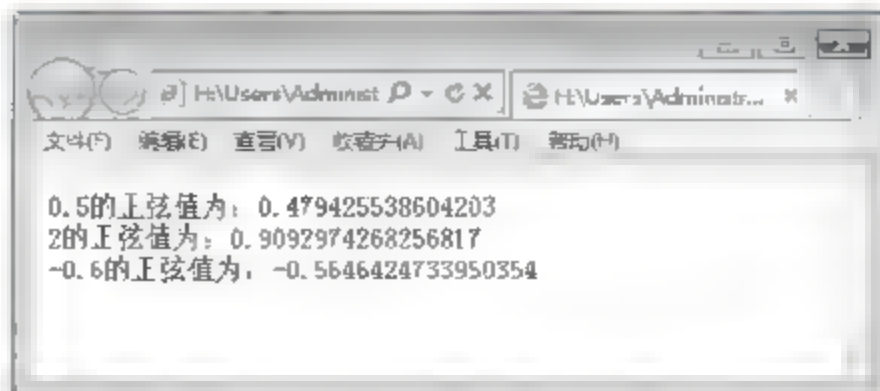 H:\Users\Administ
H:\Users\Administr...
文件(F) 编辑(E) 查看(V) 收藏夹(A) 工具(T) 帮助(H)
0.5的正弦值为：0.479425538604203
2的正弦值为：0.9092974268256817
-0.6的正弦值为：-0.5646424733950354